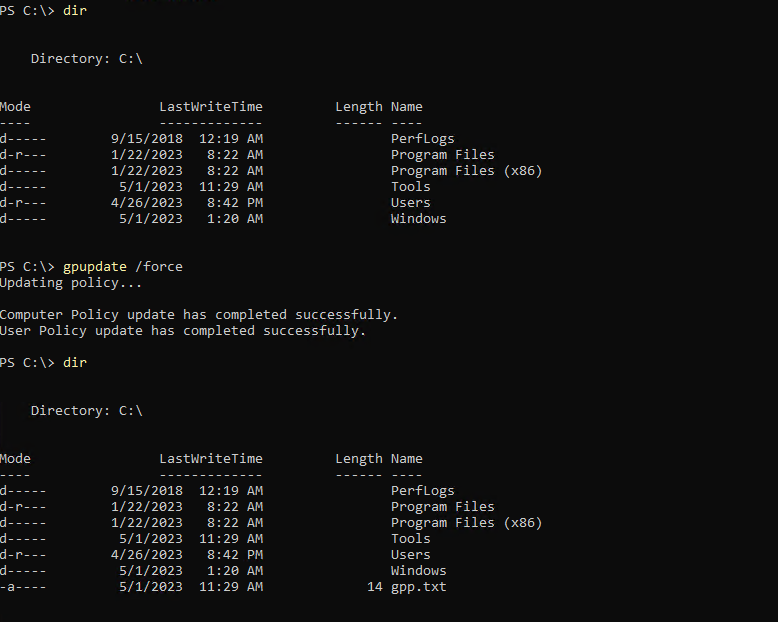 PS C:\> dir
Directory: C:\
Mode LastWriteTime Length Name
---- ------------- ------ ----
d----- 9/15/2018 12:19 AM PerfLogs
d-r--- 1/22/2023 8:22 AM Program Files
d----- 1/22/2023 8:22 AM Program Files (x86)
d----- 5/1/2023 11:29 AM Tools
d-r--- 4/26/2023 8:42 PM Users
d----- 5/1/2023 1:20 AM Windows
PS C:\> gpupdate /force
Updating policy...
Computer Policy update has completed successfully.
User Policy update has completed successfully.
PS C:\> dir
Directory: C:\
Mode LastWriteTime Length Name
---- ------------- ------ ----
d----- 9/15/2018 12:19 AM PerfLogs
d-r--- 1/22/2023 8:22 AM Program Files
d----- 1/22/2023 8:22 AM Program Files (x86)
d----- 5/1/2023 11:29 AM Tools
d-r--- 4/26/2023 8:42 PM Users
d----- 5/1/2023 1:20 AM Windows
-a---- 5/1/2023 11:29 AM 14 gpp.txt